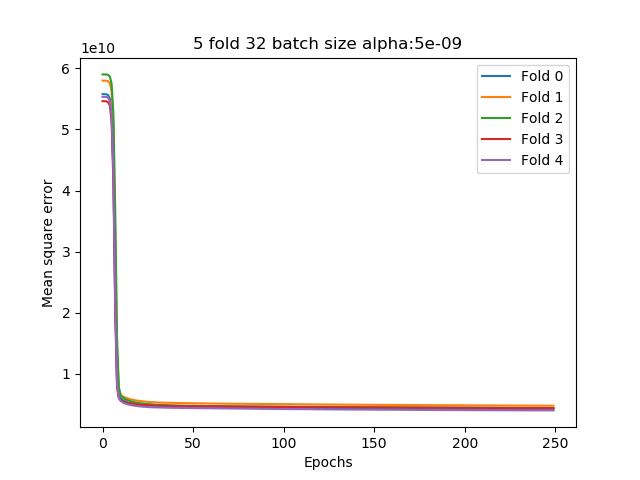 5 fold 32 batch size alpha:5e-09
1e10
6
5
4
3
2
1
Mean square error
0
50
100
150
200
250
Epochs
Fold 0
Fold 1
Fold 2
Fold 3
Fold 4